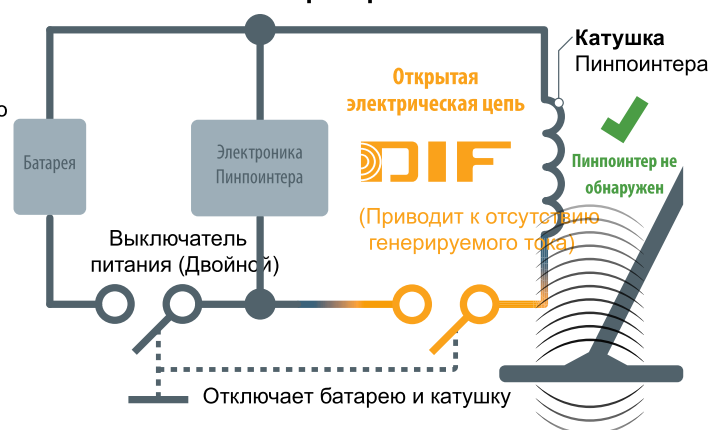 Катушка
Пинпоинтера
Открытая
электрическая цепь
DIF
Пинпоинтер не
обнаружен
Батарея
Электроника
Пинпоинтера
(Приводит к отсутствию
генерируемого тока)
Выключатель
питания (Двойной)
Отключает батарею и катушку